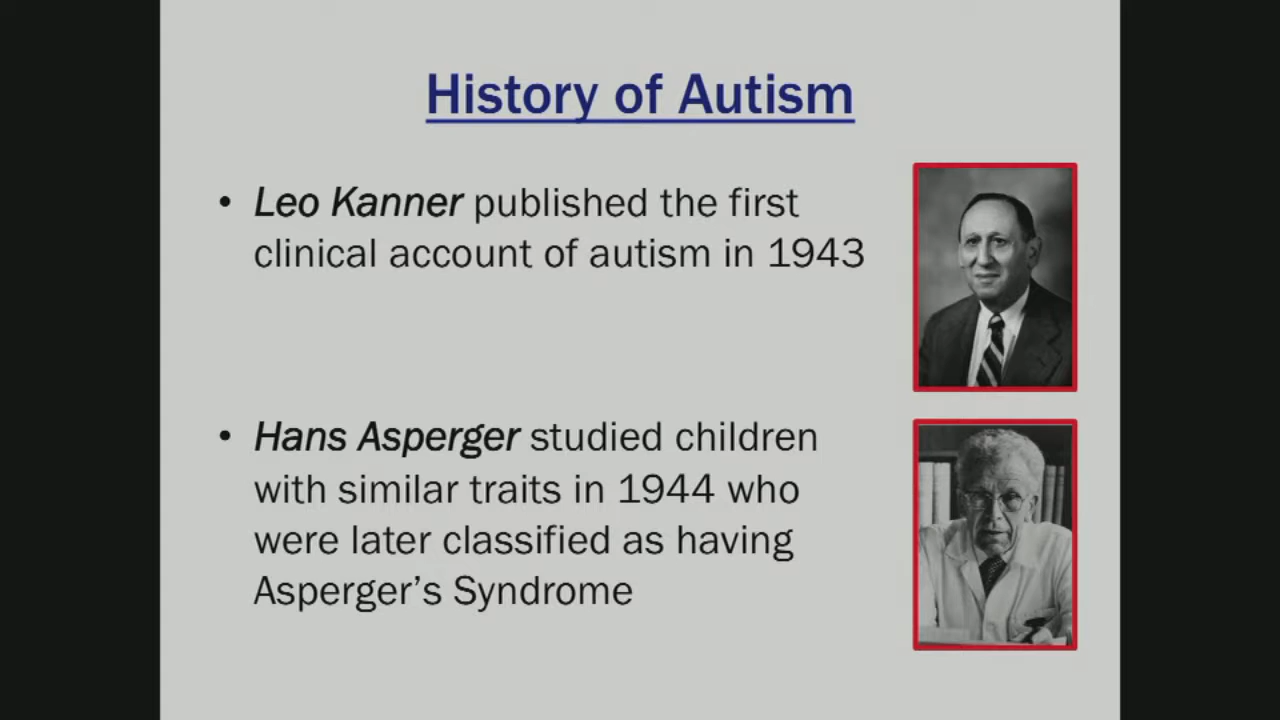 History of Autism
• Leo Kanner published the first
clinical account of autism in 1943
• Hans Asperger studied children
with similar traits in 1944 who
were later classified as having
Asperger’s Syndrome